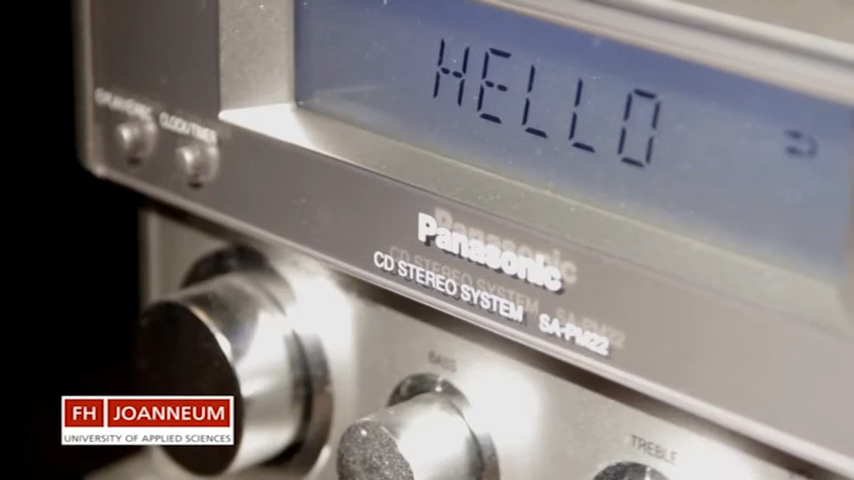 HELLO
CLOCK/TIMER
Panasonic
CD STEREO SYSTEM SA-PM22
BASS
TREBLE
FH JOANNEUM
UNIVERSITY OF APPLIED SCIENCES